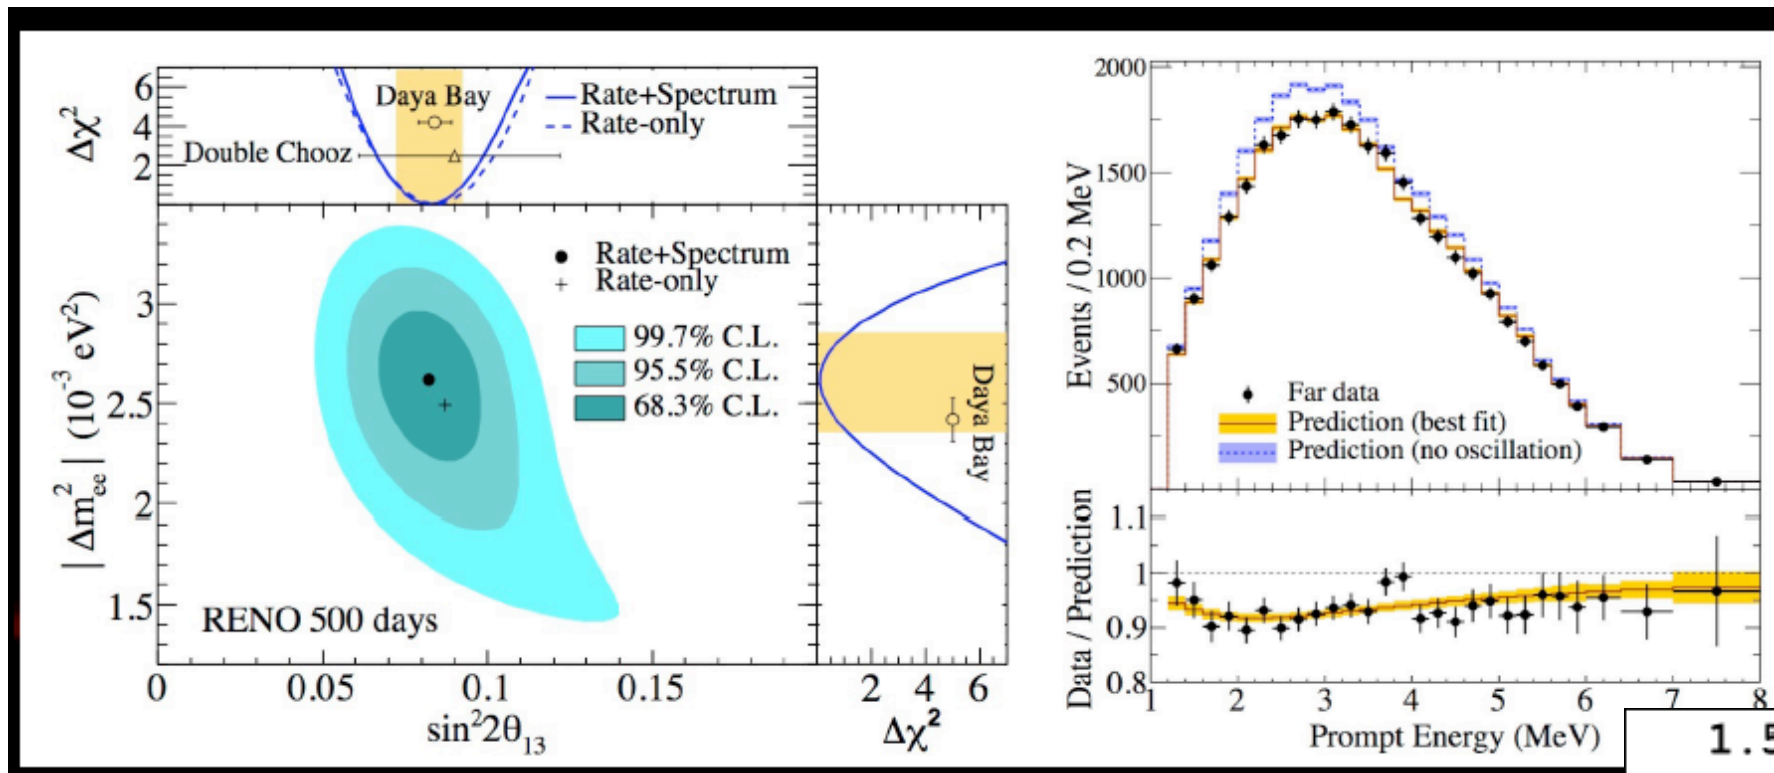 6
4
2
Δχ²
Daya Bay
Double Chooz
Rate+Spectrum
Rate-only
3
2.5
2
1.5
|Δm²ee| (10⁻³ eV²)
Rate+Spectrum
Rate-only
99.7% C.L.
95.5% C.L.
68.3% C.L.
RENO 500 days
0 0.05 0.1 0.15
sin²2θ₁₃
Daya Bay
2 4 6
Δχ²
2000
1500
1000
500
Events / 0.2 MeV
Far data
Prediction (best fit)
Prediction (no oscillation)
1.1
1
0.9
0.8
Data / Prediction
1 2 3 4 5 6 7 8
Prompt Energy (MeV)